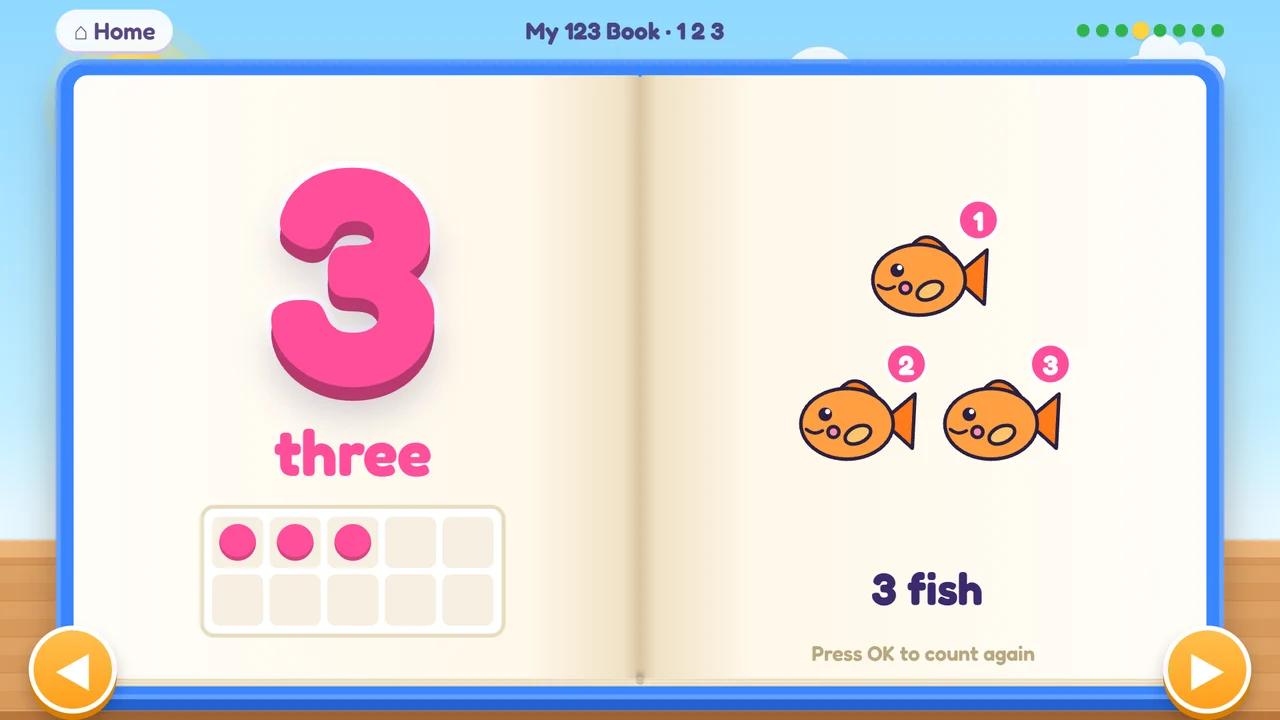 ⌂ Home
My 123 Book · 1 2 3
3
three
1
2
3
3 fish
Press OK to count again